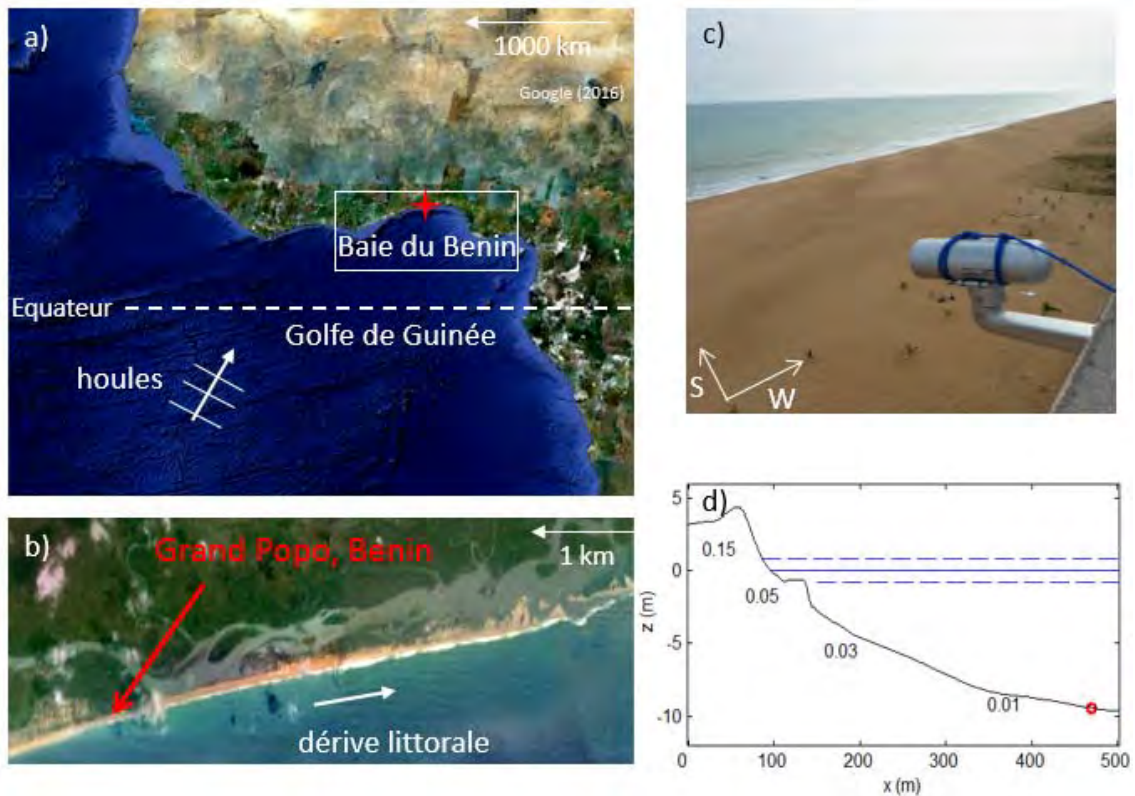 a)
1000 km
Google (2016)
Baie du Benin
Equateur
Golfe de Guinée
houles
b)
Grand Popo, Benin
1 km
dérive littorale
c)
S
W
d)
5
0
-5
-10
z (m)
0.15
0.05
0.03
0.01
0
100
200
300
400
500
x (m)